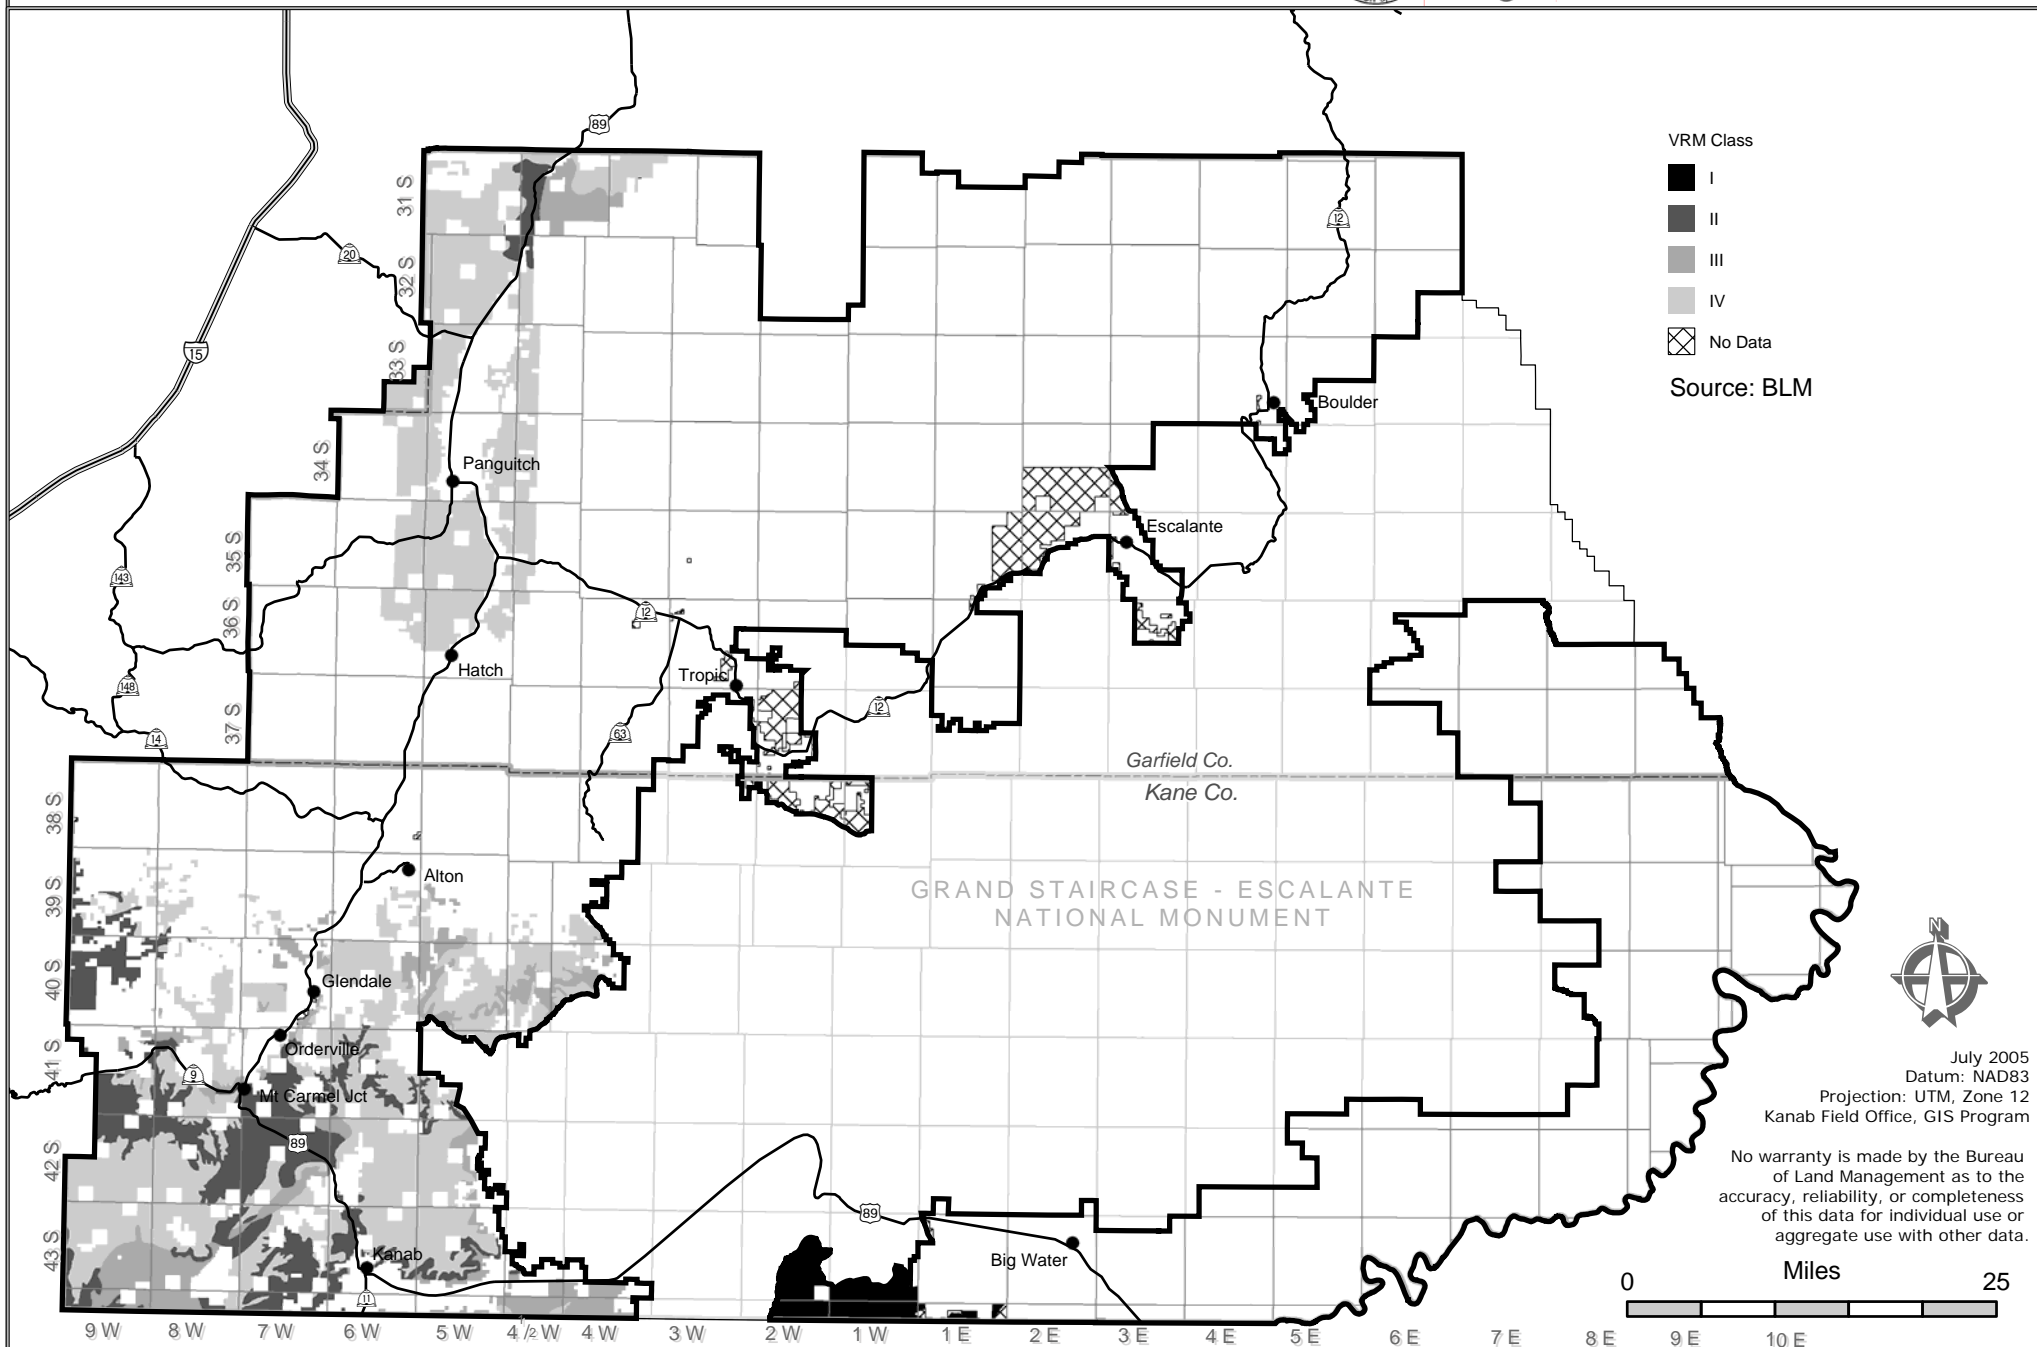 VRM Class
I
II
III
IV
No Data
Source: BLM
89
12
20
15
31 S
32 S
33 S
34 S
35 S
36 S
37 S
38 S
39 S
40 S
41 S
42 S
43 S
Boulder
Panguitch
Escalante
143
12
Hatch
Tropic
148
12
63
14
Garfield Co.
Kane Co.
Alton
GRAND STAIRCASE - ESCALANTE
NATIONAL MONUMENT
Glendale
Orderville
9
Mt Carmel Jct
89
89
Kanab
11
Big Water
N
July 2005
Datum: NAD83
Projection: UTM, Zone 12
Kanab Field Office, GIS Program
No warranty is made by the Bureau
of Land Management as to the
accuracy, reliability, or completeness
of this data for individual use or
aggregate use with other data.
Miles
0 25
9 W 8 W 7 W 6 W 5 W 4 1/2 W 4 W 3 W 2 W 1 W 1 E 2 E 3 E 4 E 5 E 6 E 7 E 8 E 9 E 10 E